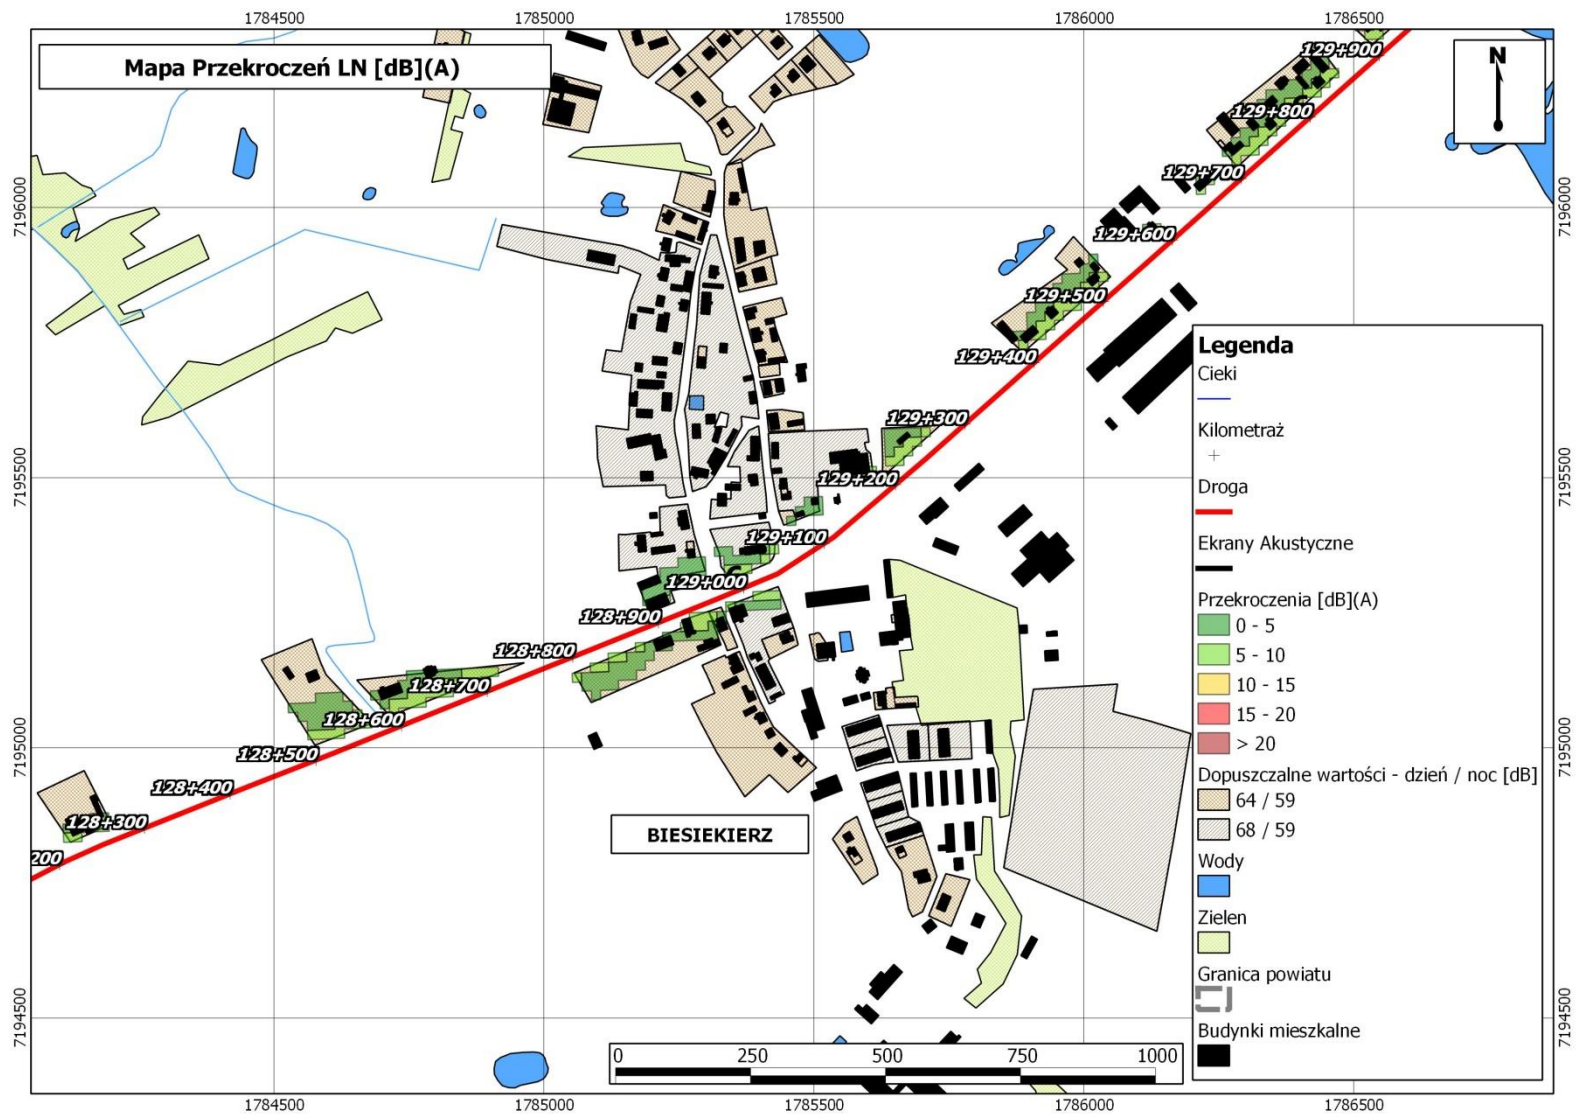 1784500 1785000 1785500 1786000 1786500
Mapa Przekroczeń LN [dB](A)
N
129+900
129+800
129+700
7196000 7196000
129+600
129+500
129+400
129+300
129+200
7195500 7195500
129+100
129+000
128+900
128+800
128+700
128+600
128+500
7195000 7195000
128+400
128+300
200
BIESIEKIERZ
Legenda
Cieki
Kilometraż
Droga
Ekrany Akustyczne
Przekroczenia [dB](A)
0 - 5
5 - 10
10 - 15
15 - 20
> 20
Dopuszczalne wartości - dzień / noc [dB]
64 / 59
68 / 59
Wody
Zielen
Granica powiatu
Budynki mieszkalne
7194500 7194500
0 250 500 750 1000
1784500 1785000 1785500 1786000 1786500